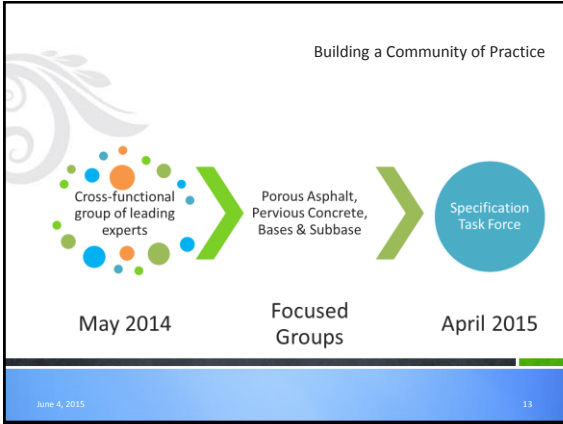 Building a Community of Practice
Cross-functional
group of leading
experts
Porous Asphalt,
Pervious Concrete,
Bases & Subbase
Specification
Task Force
May 2014
Focused
Groups
April 2015
June 4, 2015
13